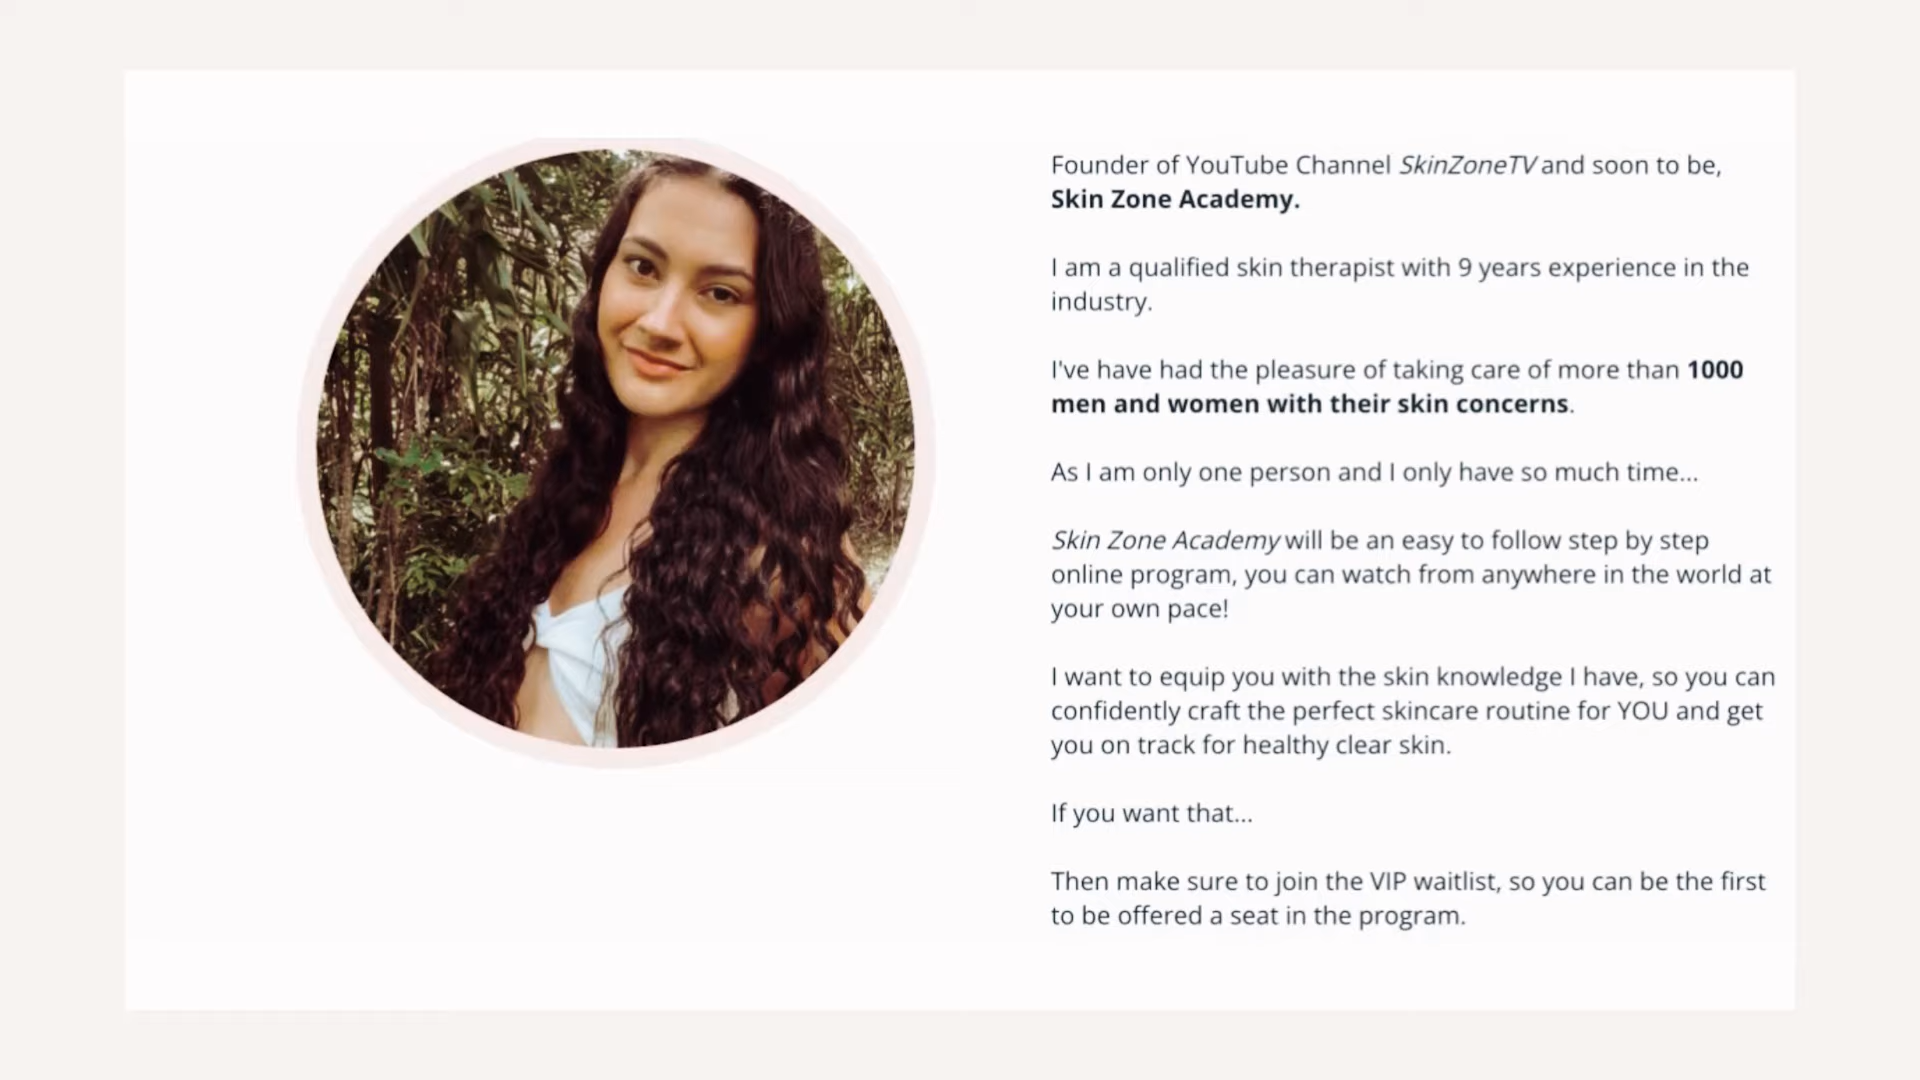 Founder of YouTube Channel SkinZoneTV and soon to be,
Skin Zone Academy.
I am a qualified skin therapist with 9 years experience in the
industry.
I've have had the pleasure of taking care of more than 1000
men and women with their skin concerns.
As I am only one person and I only have so much time...
Skin Zone Academy will be an easy to follow step by step
online program, you can watch from anywhere in the world at
your own pace!
I want to equip you with the skin knowledge I have, so you can
confidently craft the perfect skincare routine for YOU and get
you on track for healthy clear skin.
If you want that...
Then make sure to join the VIP waitlist, so you can be the first
to be offered a seat in the program.